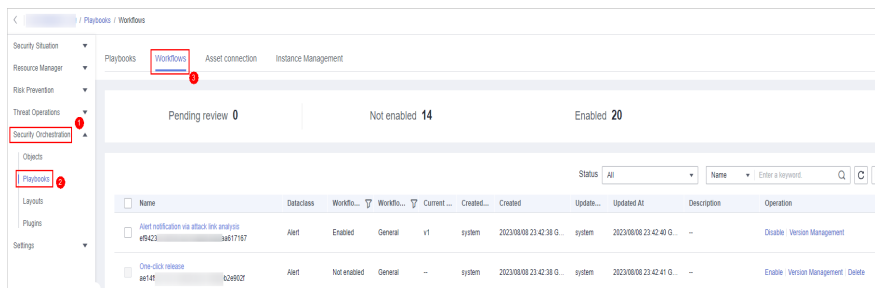 / Playbooks / Workflows
Security Situation
Resource Manager
Risk Prevention
Threat Operations
1
Security Orchestration
Objects
Playbooks
2
Layouts
Plugins
Settings
Playbooks Workflows Asset connection Instance Management
3
Pending review 0 Not enabled 14 Enabled 20
Status All Name Enter a keyword.
Name Dataclass Workflo... Workflo... Current ... Created... Created Update... Updated At Description Operation
Alert notification via attack link analysis
ef9423 aa617167
Alert Enabled General v1 system 2023/08/08 23:42:38 G... system 2023/08/08 23:42:40 G... -- Disable Version Management
One-click release
ae14f b2e902f
Alert Not enabled General -- system 2023/08/08 23:42:38 G... system 2023/08/08 23:42:41 G... -- Enable Version Management Delete